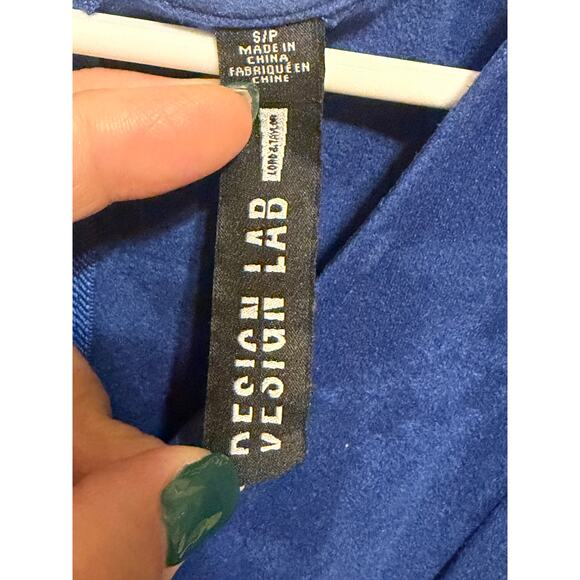 S/P
MADE IN
CHINA
FABRIQUÉ EN
CHINE
LORD & TAYLOR
DESIGN LAB